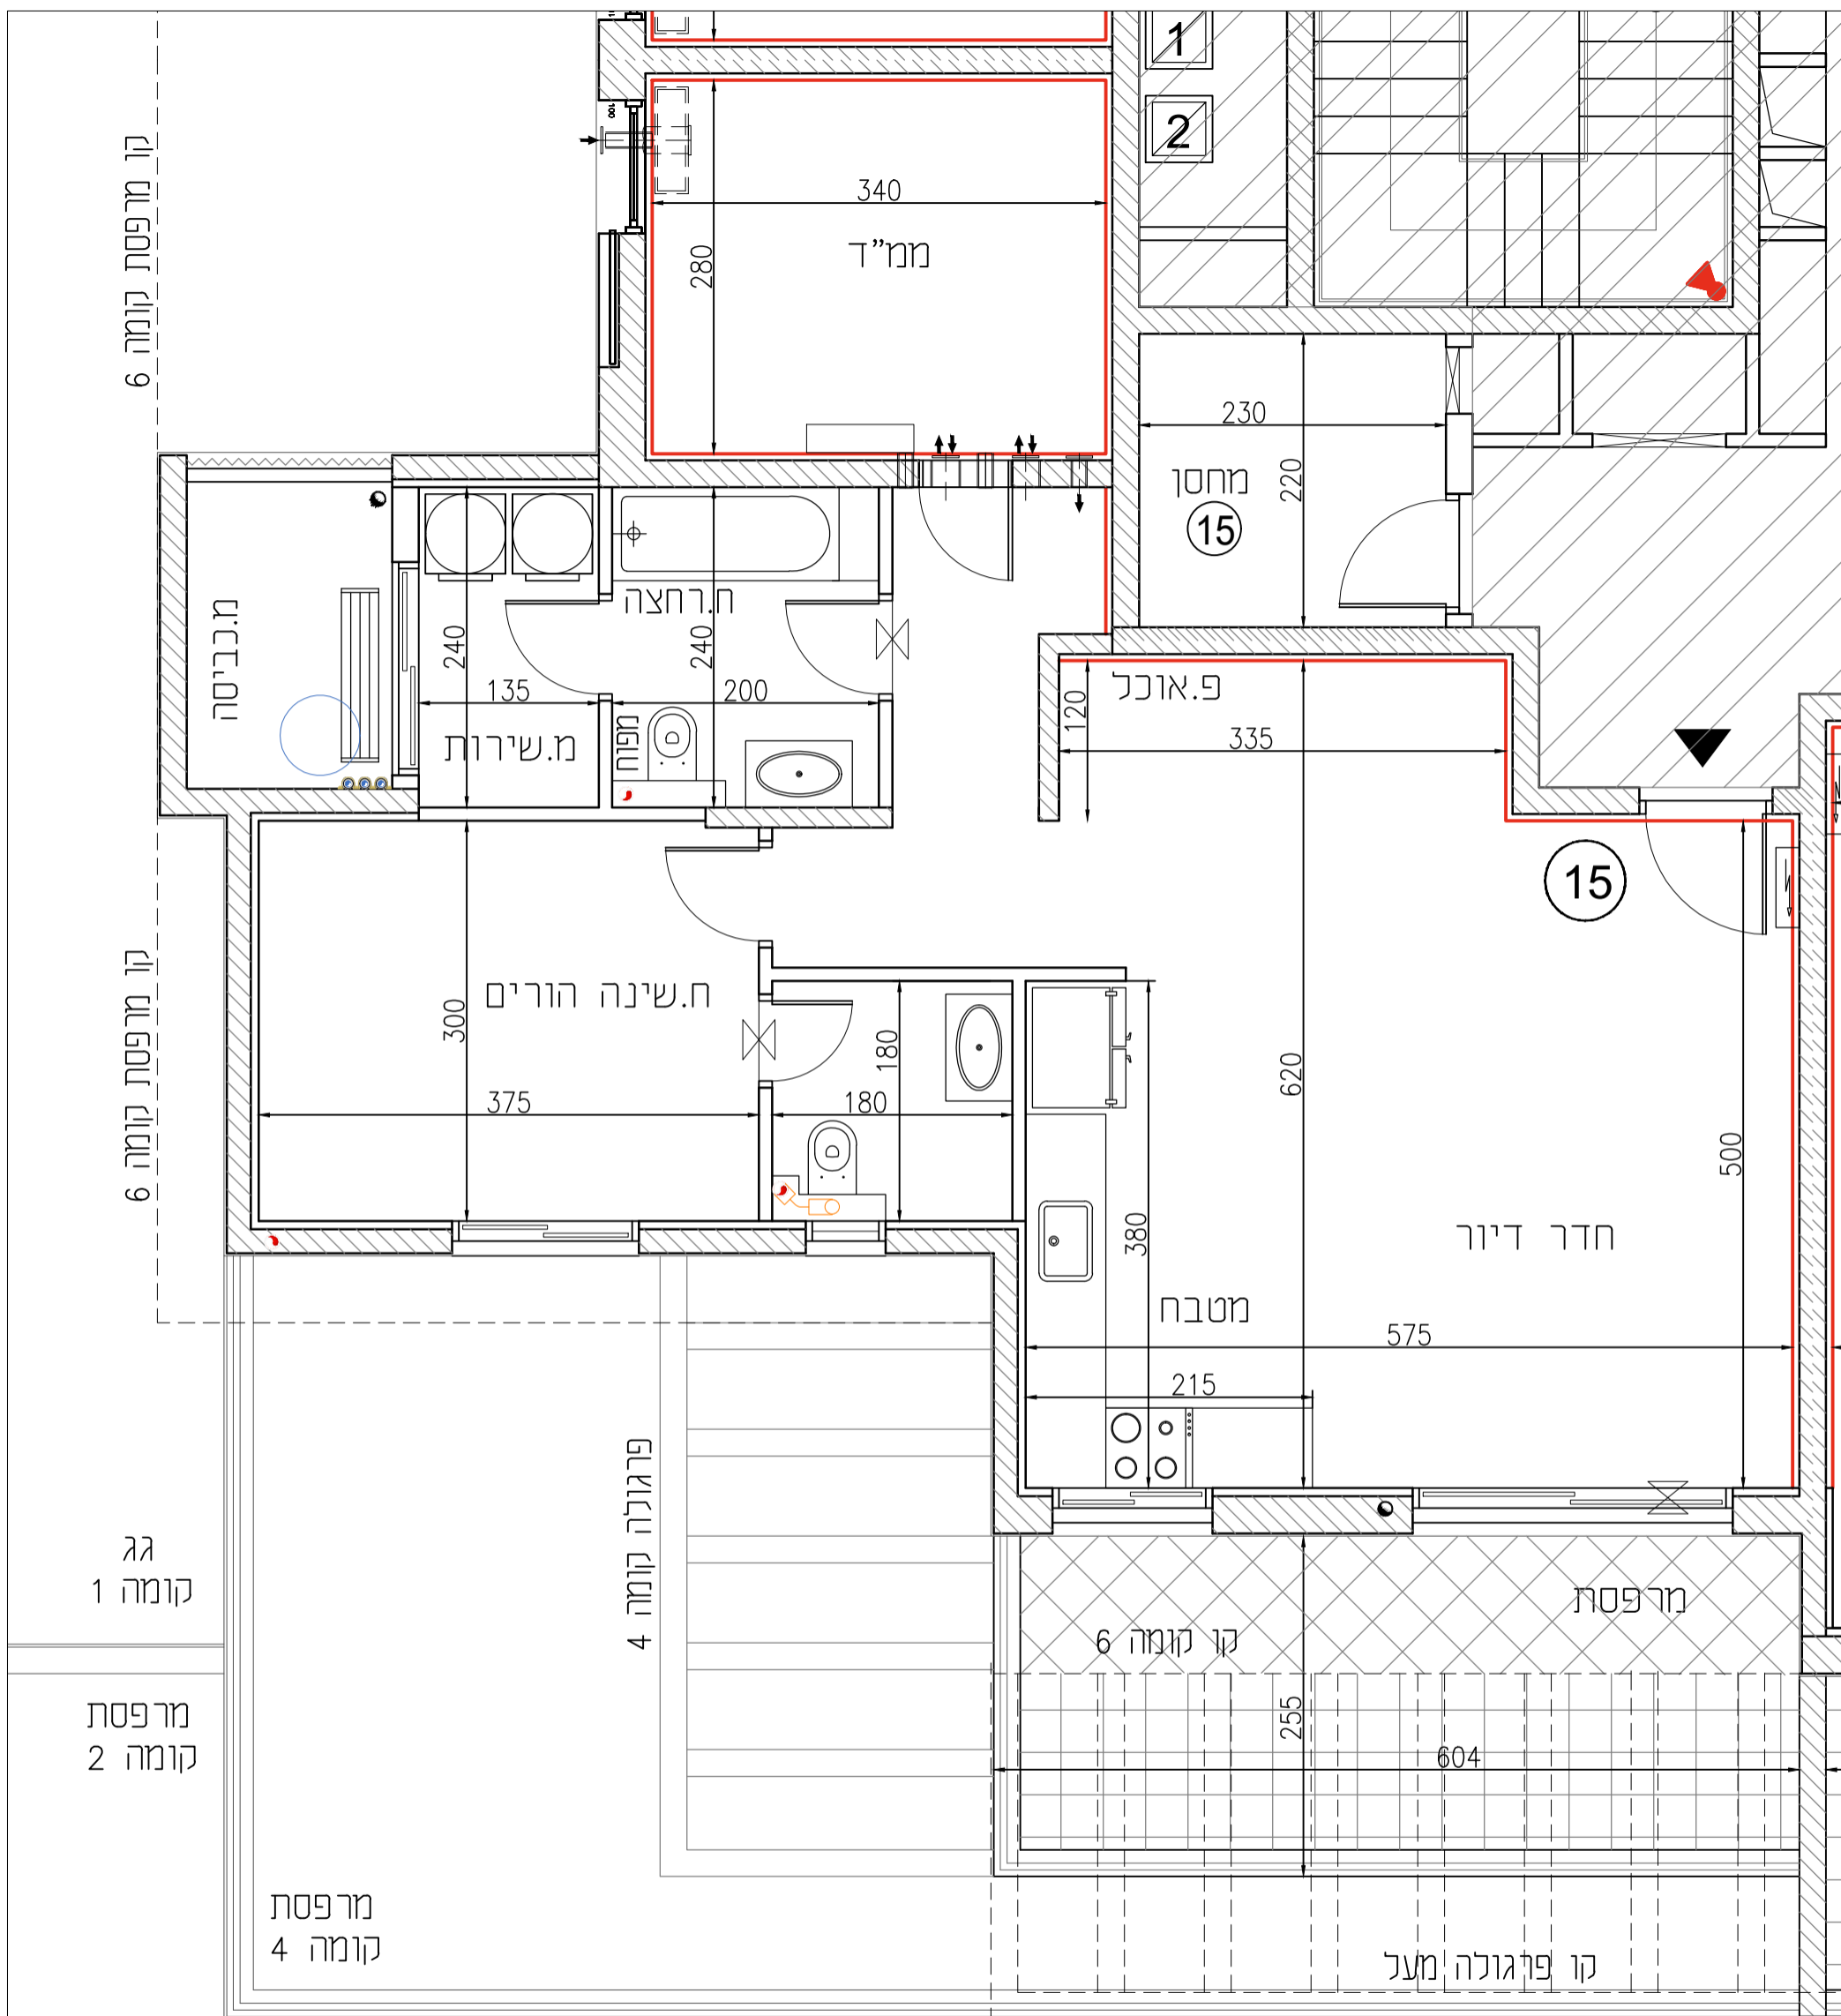 1
2
100
קו מרפסת קומה 6
340
280
ממ"ד
230
220
מחסן
15
מ.כביסה
ח.רחצה
240
240
135
200
מ.שירות
מפוח
120
פ.אוכל
335
15
קו מרפסת קומה 6
ח.שינה הורים
300
375
180
180
620
500
380
חדר דיור
מטבח
575
215
פרגולה קומה 4
גג
קומה 1
מרפסת
קומה 2
מרפסת
קו קומה 6
255
604
מרפסת
קומה 4
קו פרגולה מעל